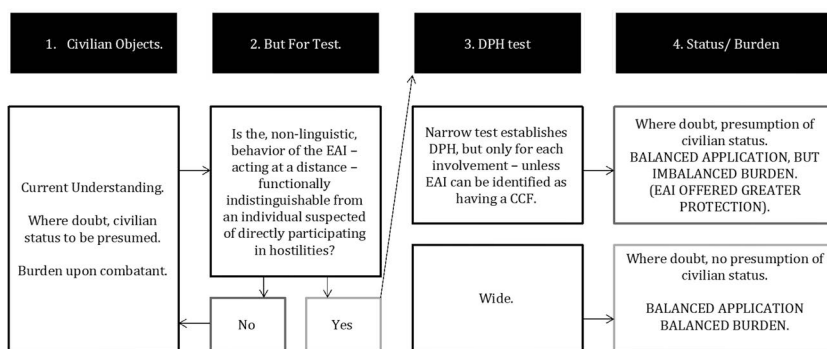 1. Civilian Objects.
2. But For Test.
3. DPH test
4. Status/ Burden
Current Understanding.
Where doubt, civilian
status to be presumed.
Burden upon combatant.
Is the, non-linguistic,
behavior of the EAI –
acting at a distance –
functionally
indistinguishable from
an individual suspected
of directly participating
in hostilities?
No
Yes
Narrow test establishes
DPH, but only for each
involvement – unless
EAI can be identified as
having a CCF.
Wide.
Where doubt, presumption of
civilian status.
BALANCED APPLICATION, BUT
IMBALANCED BURDEN.
(EAI OFFERED GREATER
PROTECTION).
Where doubt, no presumption of
civilian status.
BALANCED APPLICATION
BALANCED BURDEN.